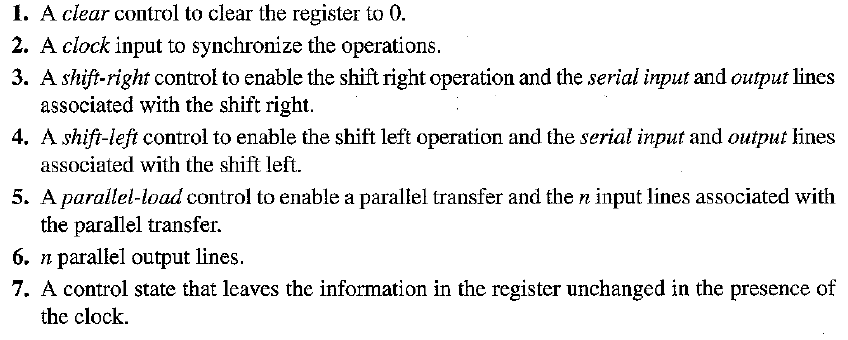 1. A clear control to clear the register to 0.
2. A clock input to synchronize the operations.
3. A shift-right control to enable the shift right operation and the serial input and output lines
associated with the shift right.
4. A shift-left control to enable the shift left operation and the serial input and output lines
associated with the shift left.
5. A parallel-load control to enable a parallel transfer and the n input lines associated with
the parallel transfer.
6. n parallel output lines.
7. A control state that leaves the information in the register unchanged in the presence of
the clock.